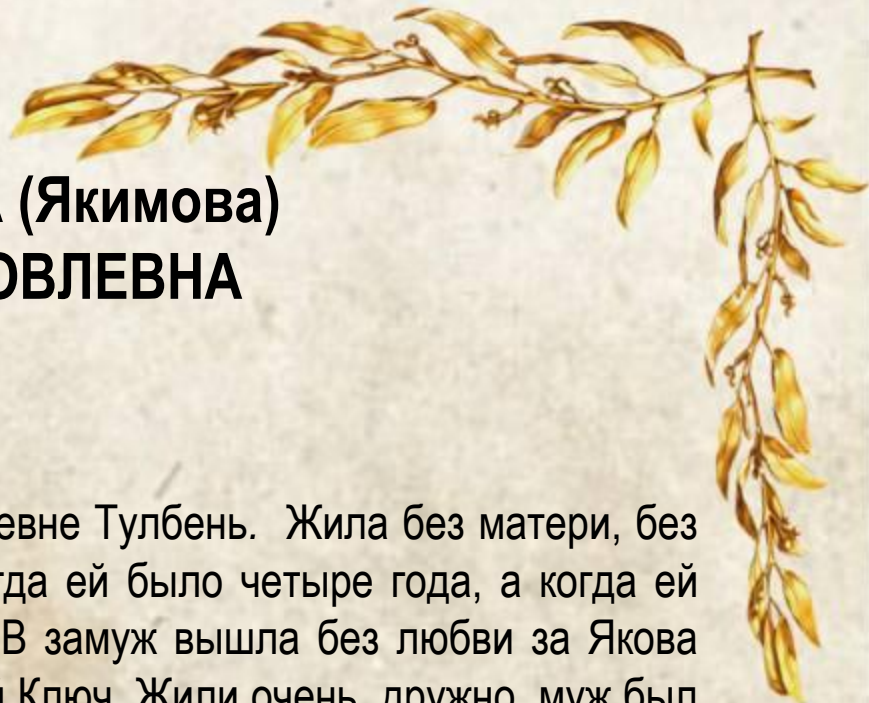 А (Якимова)
ОВЛЕВНА
евне Тулбень. Жила без матери, без
гда ей было четыре года, а когда ей
В замуж вышла без любви за Якова
Ключ. Жили очень дружно, муж был